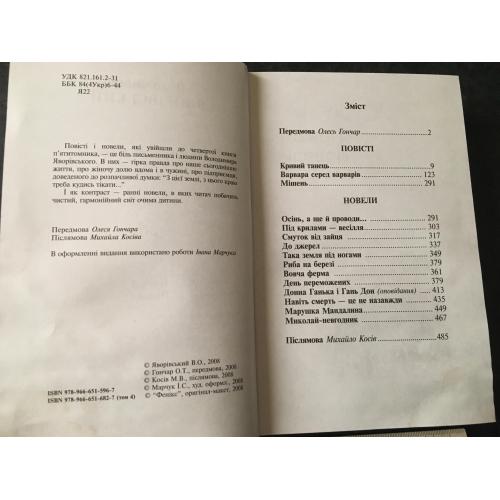 УДК 821.161.2-31
ББК 84(4Укр)6-44
Я22
Повісті і новели, які увійшли до четвертої книги
п'ятитомника, — це біль письменника і людини Володимира
Яворівського. В них — гірка правда про наше сьогоднішнє
життя, про жіночу долю вдома і в чужині, про підприємця,
доведеного до розпачливої думки: "З цієї землі, з цього краю
треба кудись тікати..."
І як контраст — ранні новели, в яких читач побачить
чистий, гармонійний світ очима дитини.
Передмова Олеся Гончара
Післямова Михайла Косіва
В оформленні видання використано роботи Івана Марчука
© Яворівський В.О., 2008
© Гончар О.Т., передмова, 2008
© Косів М.В., післямова, 2008
© Марчук І.С., худ. оформл., 2008
© "Фенікс", оригінал-макет, 2008
ISBN 978-966-651-596-7
ISBN 978-966-651-682-7 (том 4)
Зміст
Передмова Олесь Гончар 2
ПОВІСТІ
Кривий танець 9
Варвара серед варварів 123
Мішень 291
НОВЕЛИ
Осінь, а ще й проводи... 291
Під крилами — весілля 303
Смуток від зайця 317
До джерел 337
Така земля під ногами 349
Риба на березі 379
Вовча ферма 361
День переможених 379
Донна Ганька і Гань Дон (оповідання) 413
Навіть смерть — це не назавжди 435
Марушка Мандалина 449
Миколай-невгодник 467
Післямова Михайло Косів 485